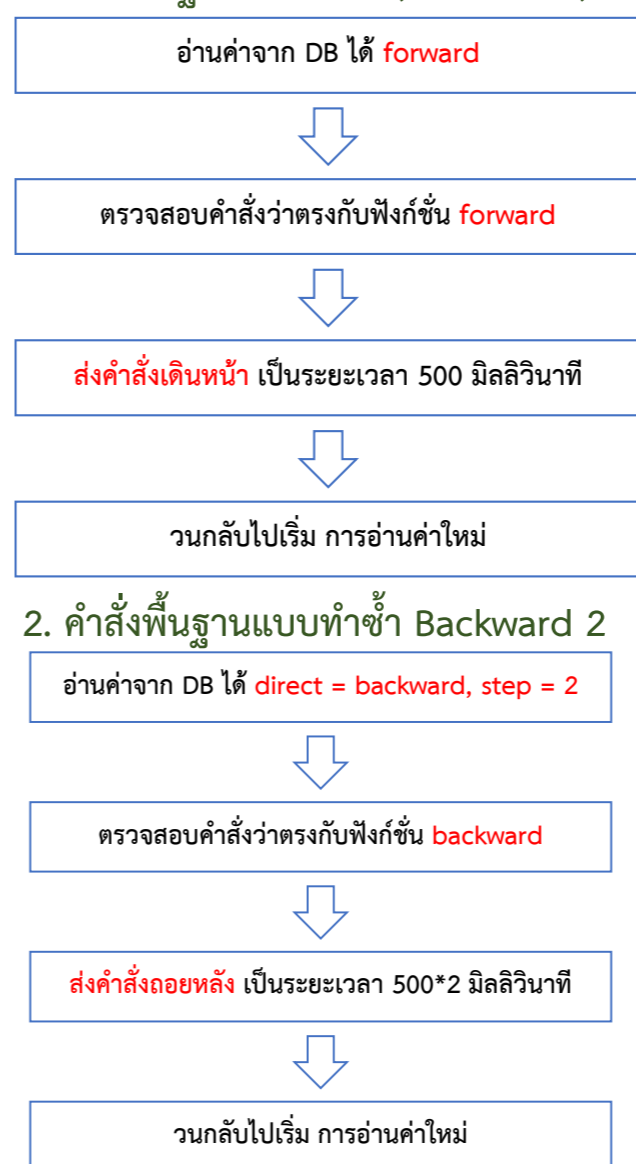 อ่านค่าจาก DB ได้ forward
ตรวจสอบคำสั่งว่าตรงกับฟังก์ชั่น forward
ส่งคำสั่งเดินหน้า เป็นระยะเวลา 500 มิลลิวินาที
วนกลับไปเริ่ม การอ่านค่าใหม่
2. คำสั่งพื้นฐานแบบทำซ้ำ Backward 2
อ่านค่าจาก DB ได้ direct = backward, step = 2
ตรวจสอบคำสั่งว่าตรงกับฟังก์ชั่น backward
ส่งคำสั่งถอยหลัง เป็นระยะเวลา 500*2 มิลลิวินาที
วนกลับไปเริ่ม การอ่านค่าใหม่